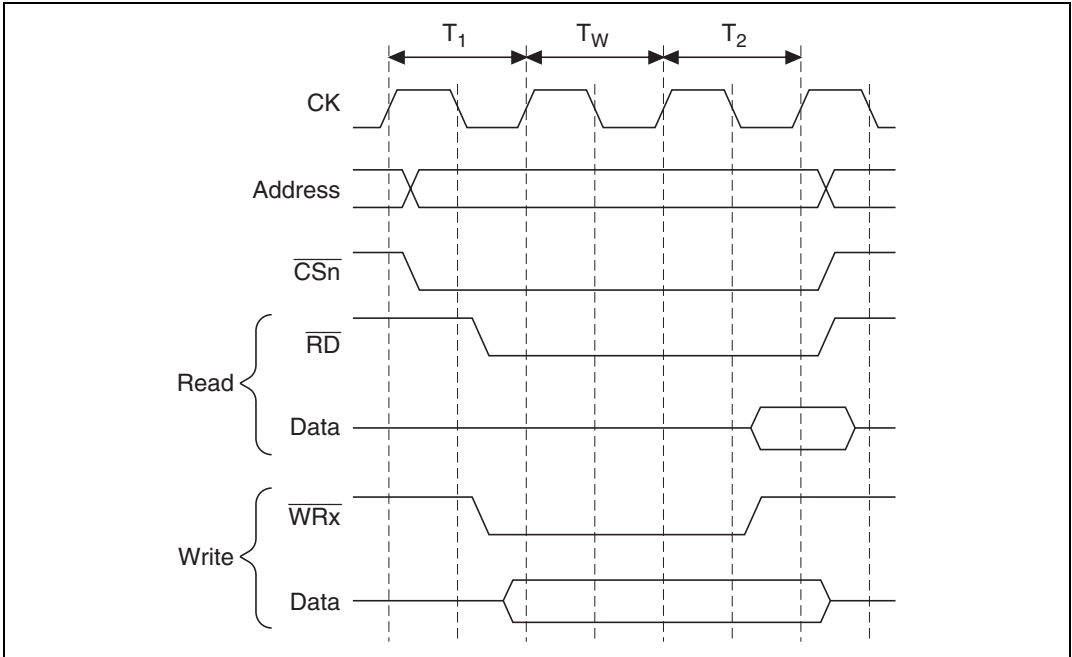 T1 TW T2
CK
Address
CSn
RD
Read
Data
WRx
Write
Data